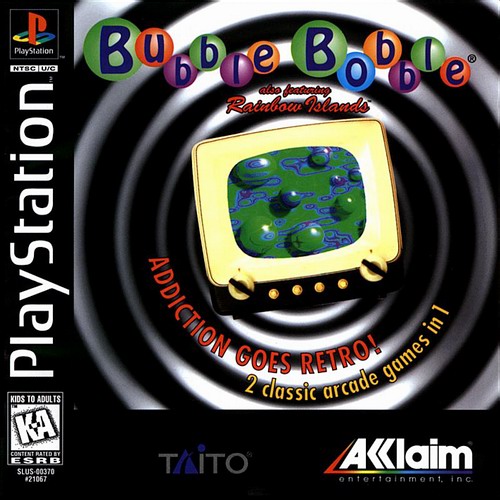 PlayStation
NTSC U/C
PlayStation
Bubble Bobble®
also featuring
Rainbow Islands
ADDICTION GOES RETRO!
2 classic arcade games in 1
KIDS TO ADULTS
KA
CONTENT RATED BY
ESRB
SLUS-00370
#21067
TAITO
AKKlaim
entertainment, inc.